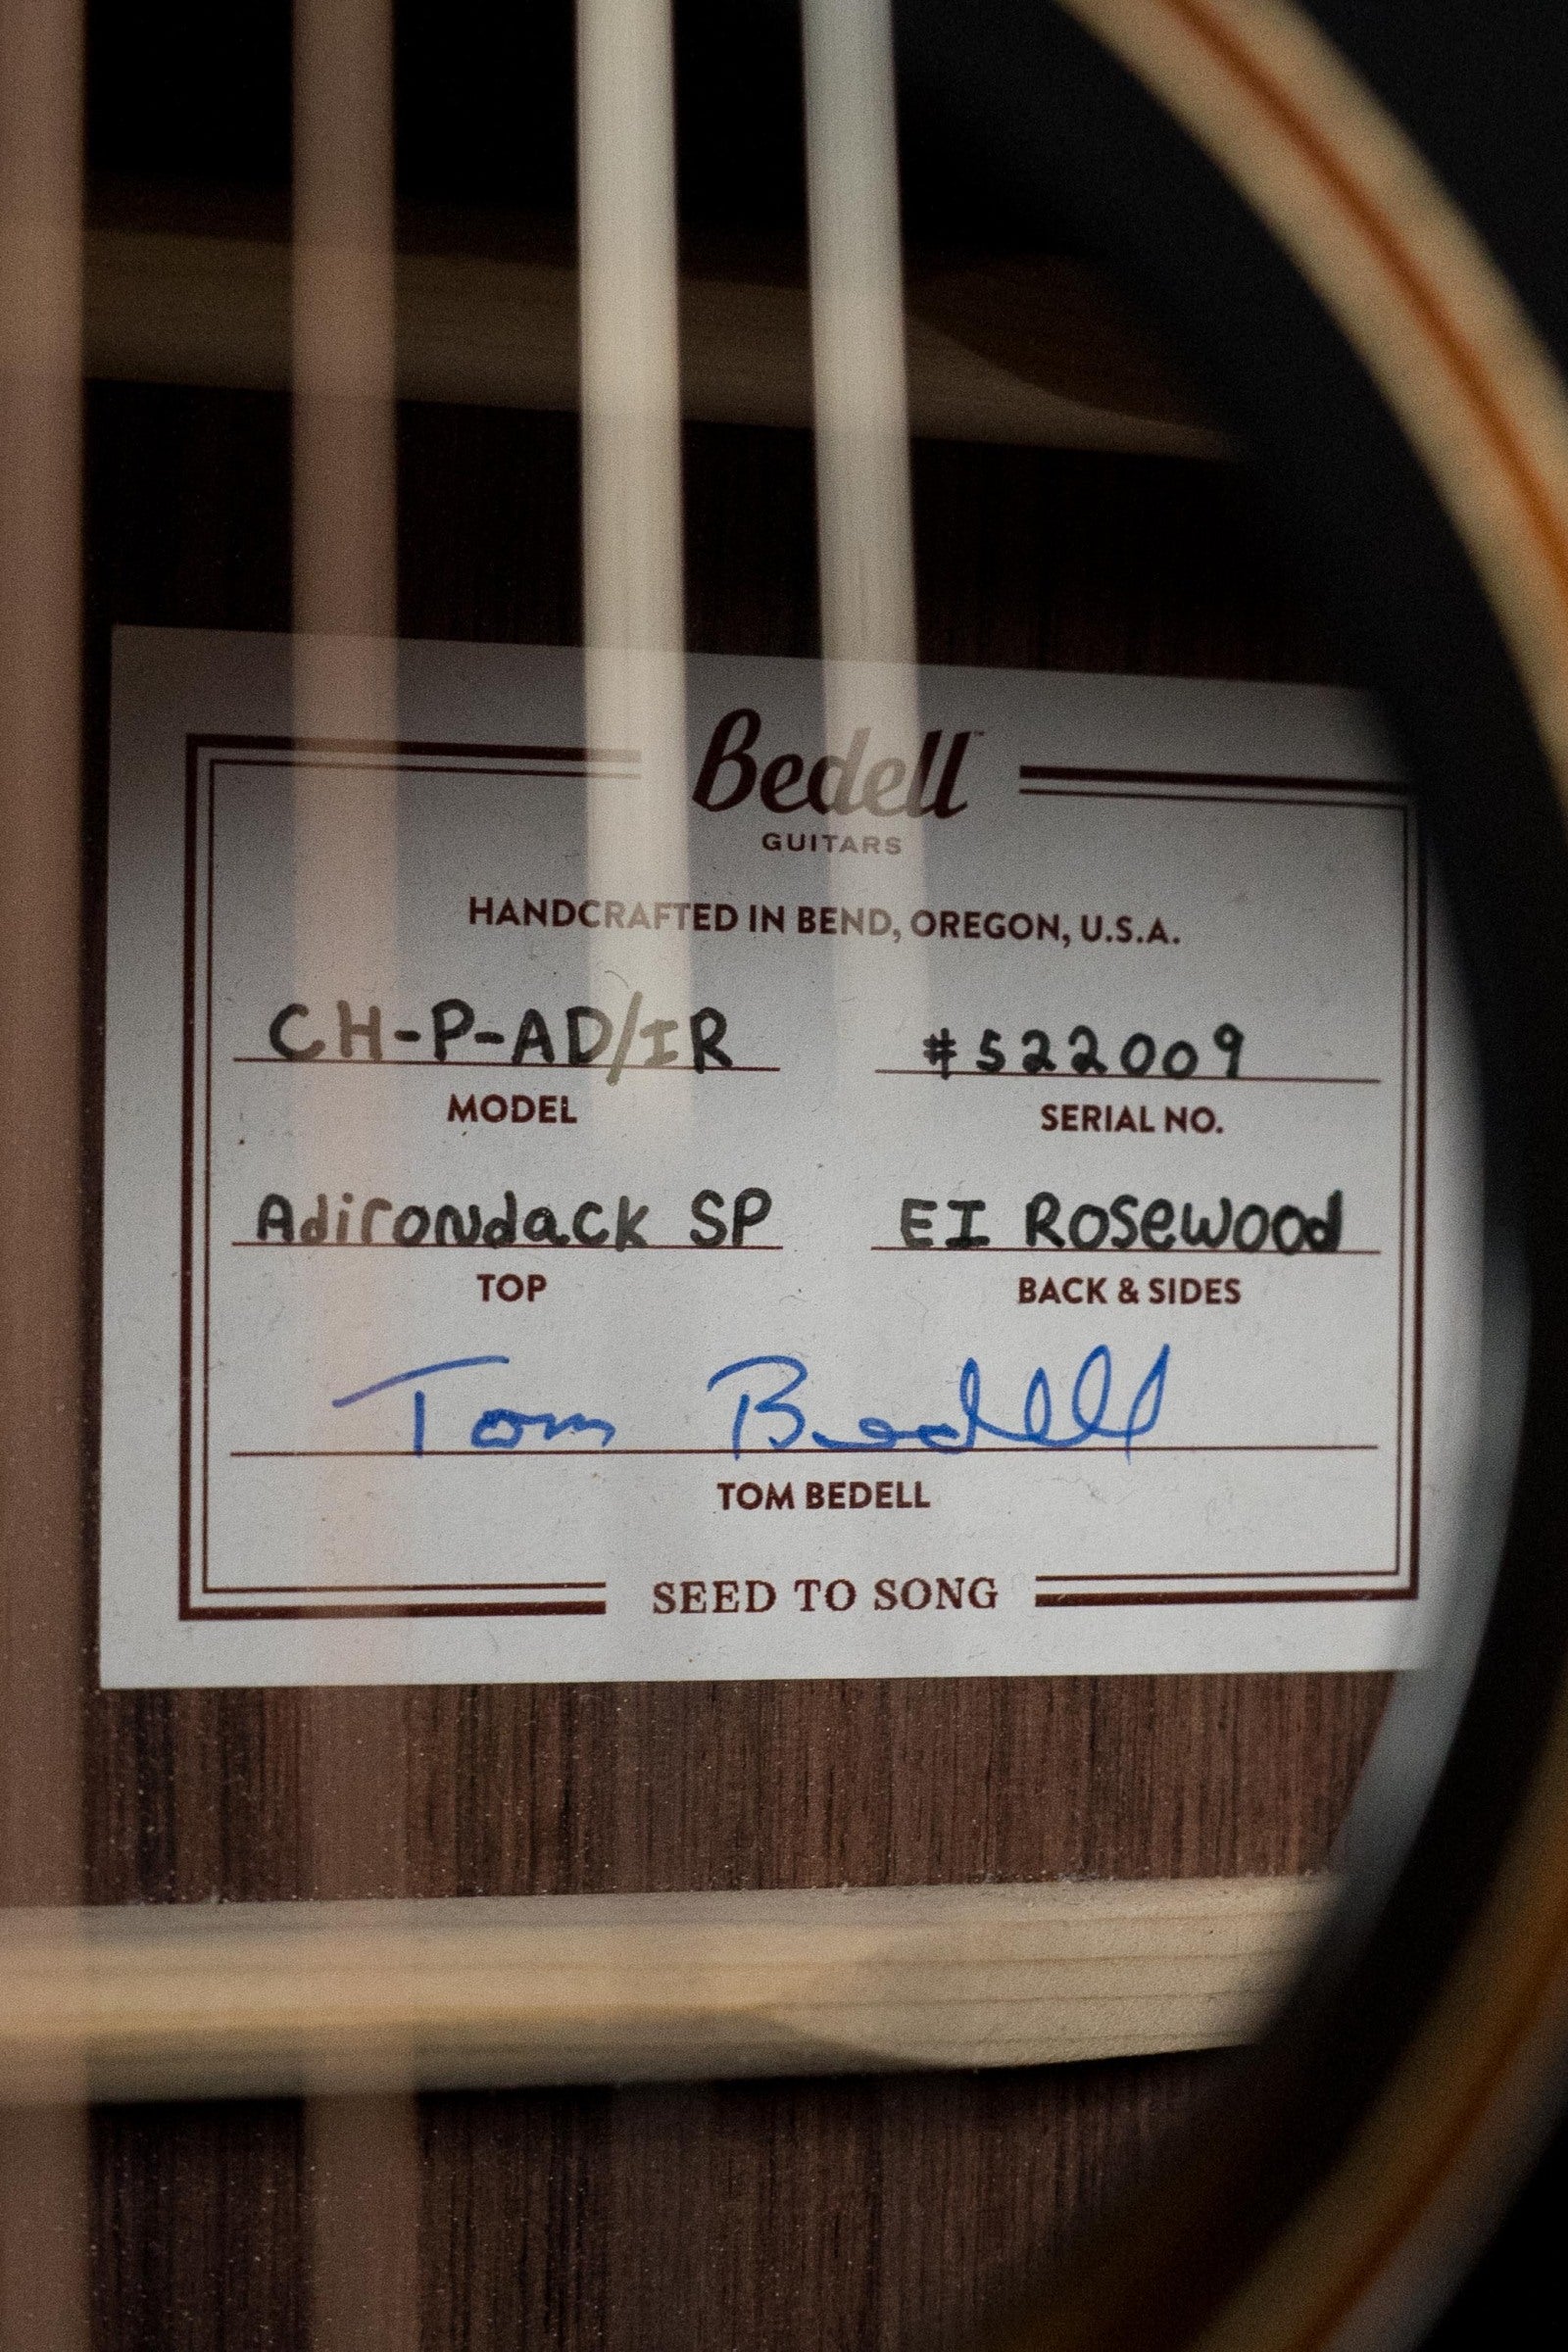 Bedell™
GUITARS
HANDCRAFTED IN BEND, OREGON, U.S.A.
CH-P-AD/IR #522009
MODEL SERIAL NO.
Adirondack SP EI Rosewood
TOP BACK & SIDES
Tom Bedell
TOM BEDELL
SEED TO SONG